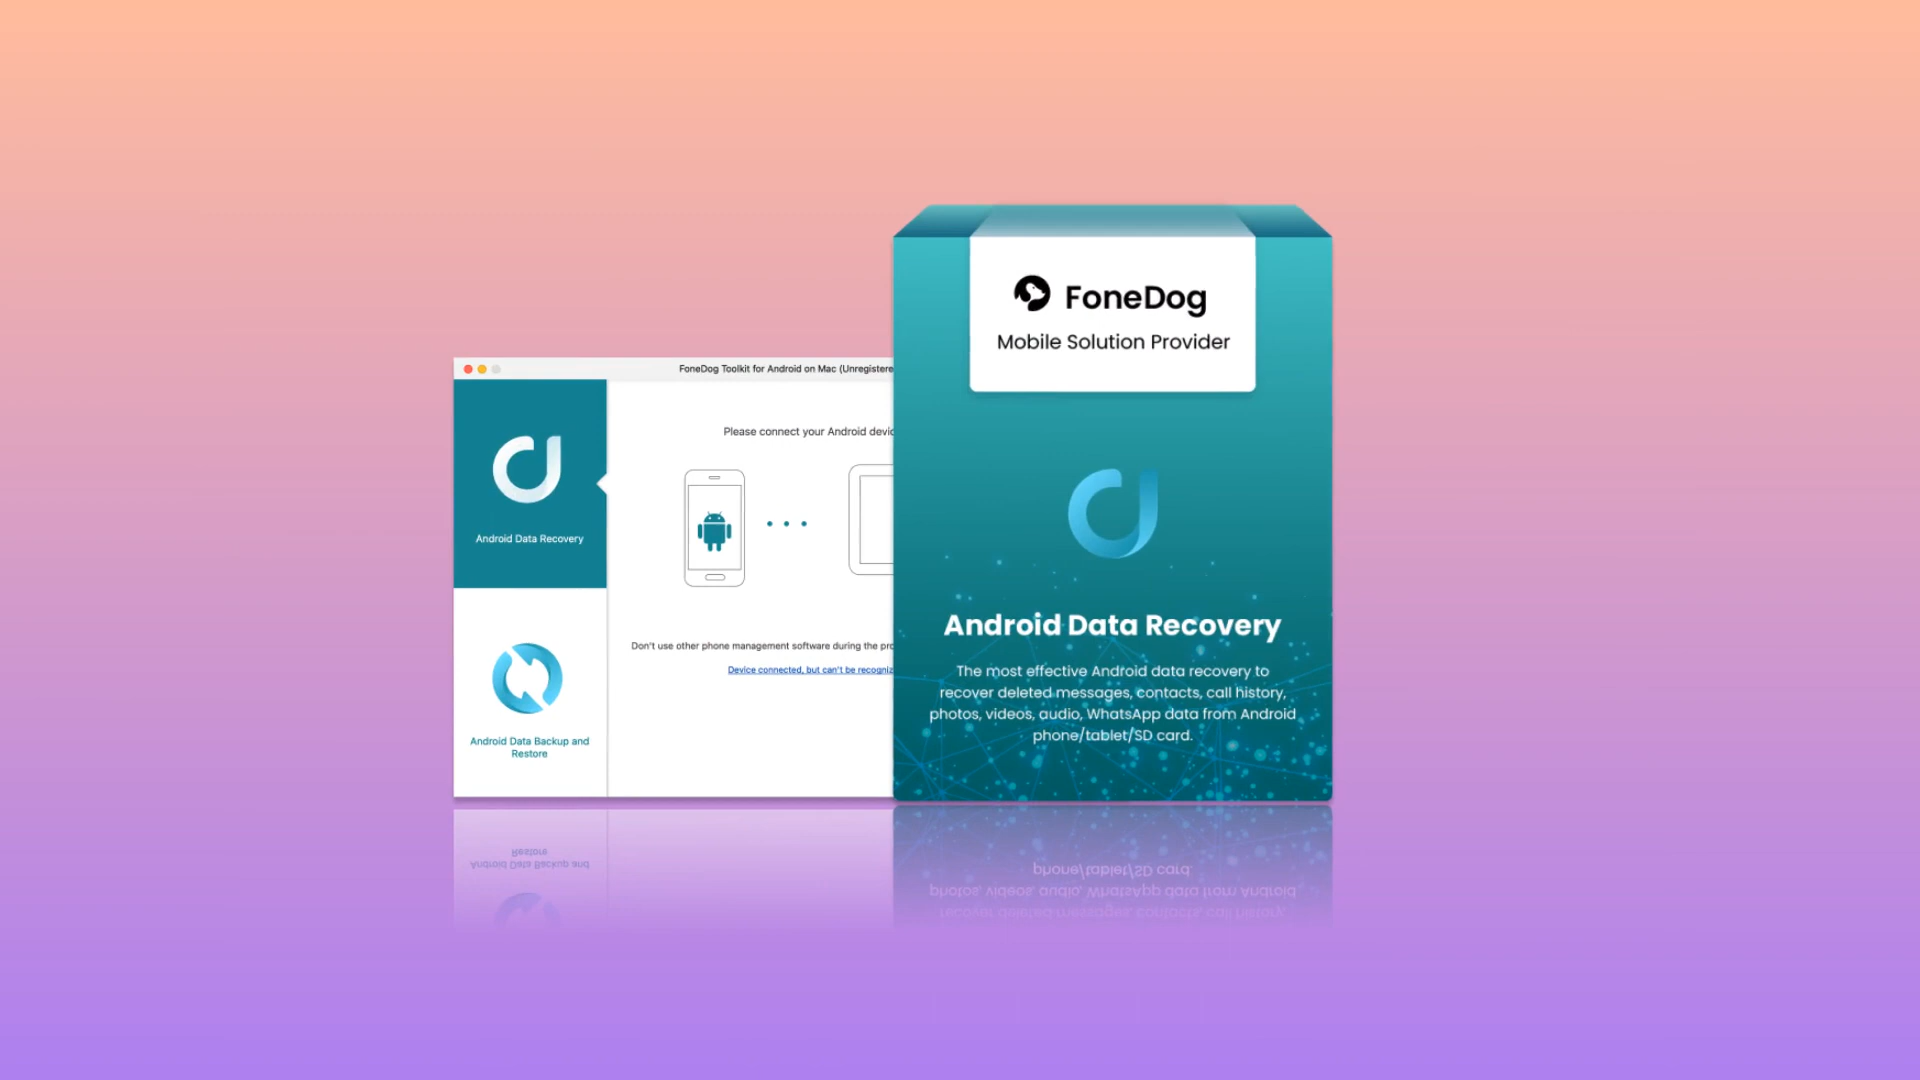 FoneDog Toolkit for Android on Mac (Unregistere
Please connect your Android devic
Android Data Recovery
Don't use other phone management software during the pro
Device connected, but can't be recogniz
Android Data Backup and
Restore
FoneDog
Mobile Solution Provider
Android Data Recovery
The most effective Android data recovery to
recover deleted messages, contacts, call history,
photos, videos, audio, WhatsApp data from Android
phone/tablet/SD card.